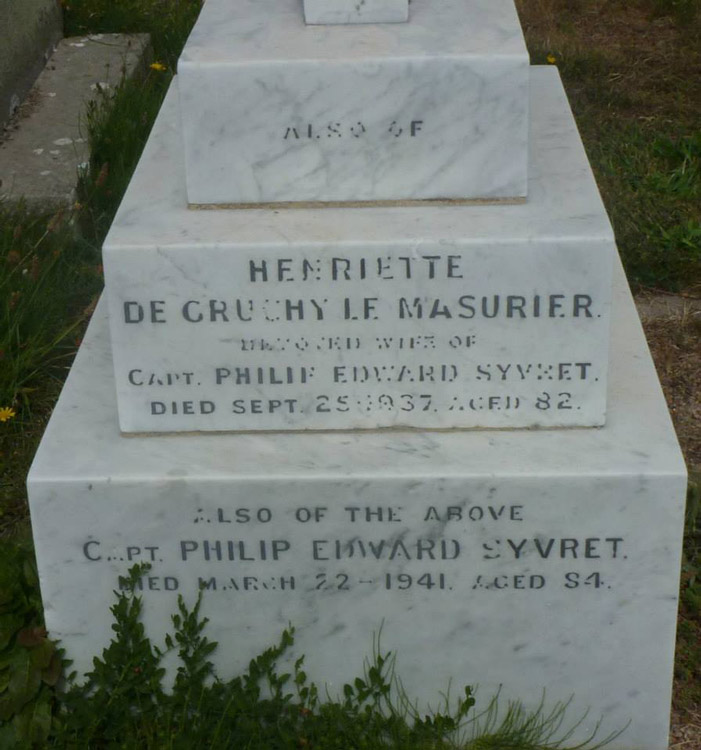 ALSO OF
HENRIETTE
DE GRUCHY LE MASURIER.
DEVOTED WIFE OF
CAPT. PHILIP EDWARD SYVRET.
DIED SEPT. 25 1937. AGED 82.
ALSO OF THE ABOVE
CAPT. PHILIP EDWARD SYVRET.
DIED MARCH 22 - 1941. AGED 84.